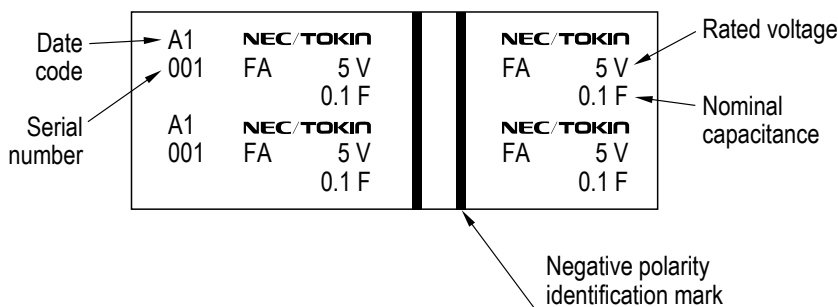 Date
code
Serial
number
A1 NEC/TOKIN
001 FA 5 V
0.1 F
A1 NEC/TOKIN
001 FA 5 V
0.1 F
NEC/TOKIN
FA 5 V
0.1 F
NEC/TOKIN
FA 5 V
0.1 F
Rated voltage
Nominal
capacitance
Negative polarity
identification mark